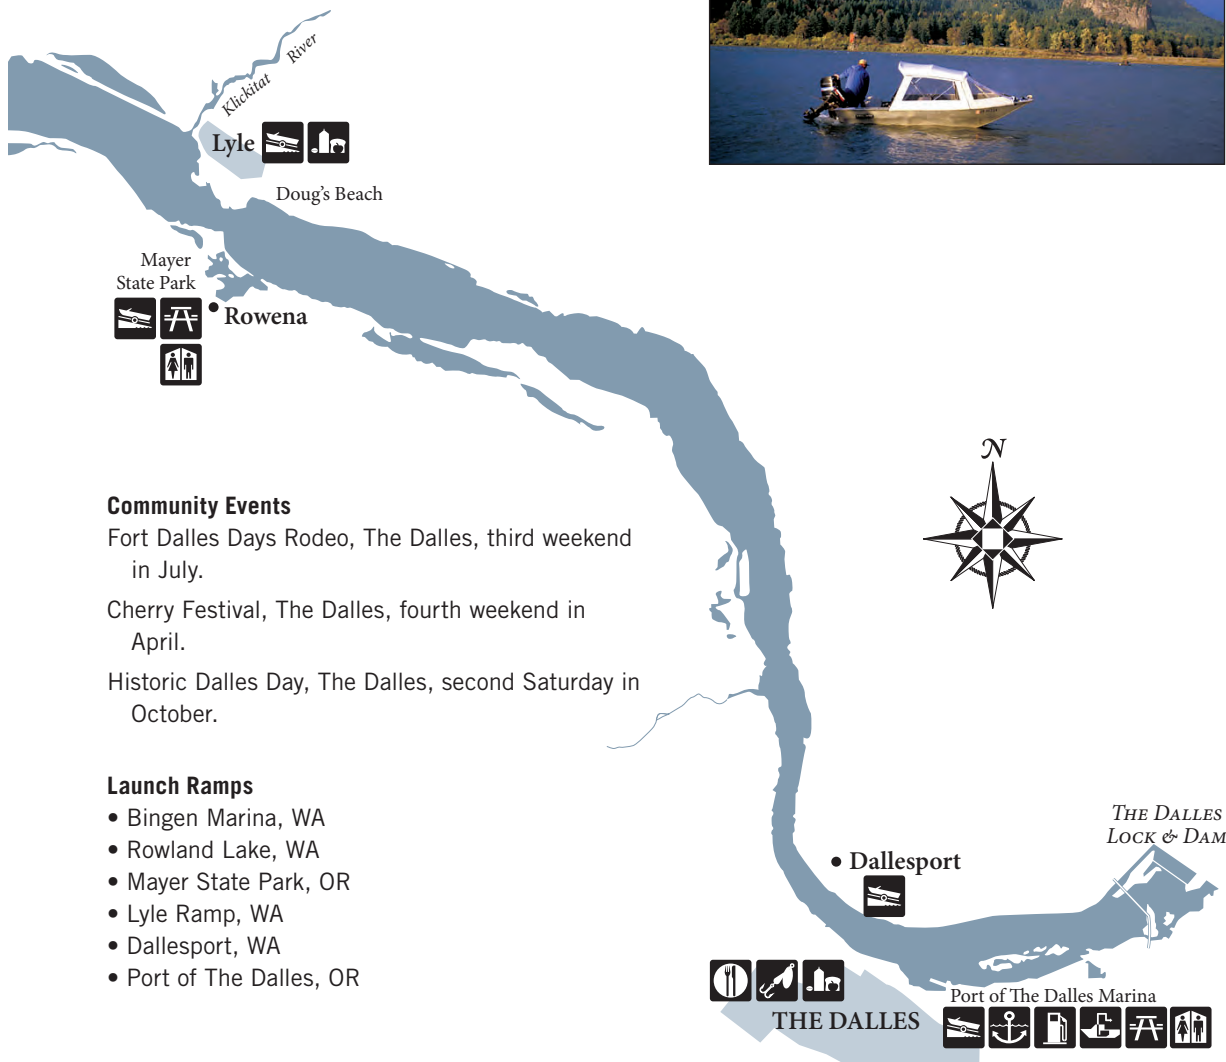 Klickitat River
Lyle
Doug's Beach
Mayer
State Park
Rowena
N
Community Events
Fort Dalles Days Rodeo, The Dalles, third weekend
in July.
Cherry Festival, The Dalles, fourth weekend in
April.
Historic Dalles Day, The Dalles, second Saturday in
October.
Launch Ramps
• Bingen Marina, WA
• Rowland Lake, WA
• Mayer State Park, OR
• Lyle Ramp, WA
• Dallesport, WA
• Port of The Dalles, OR
The Dalles
Lock & Dam
Dallesport
Port of The Dalles Marina
THE DALLES